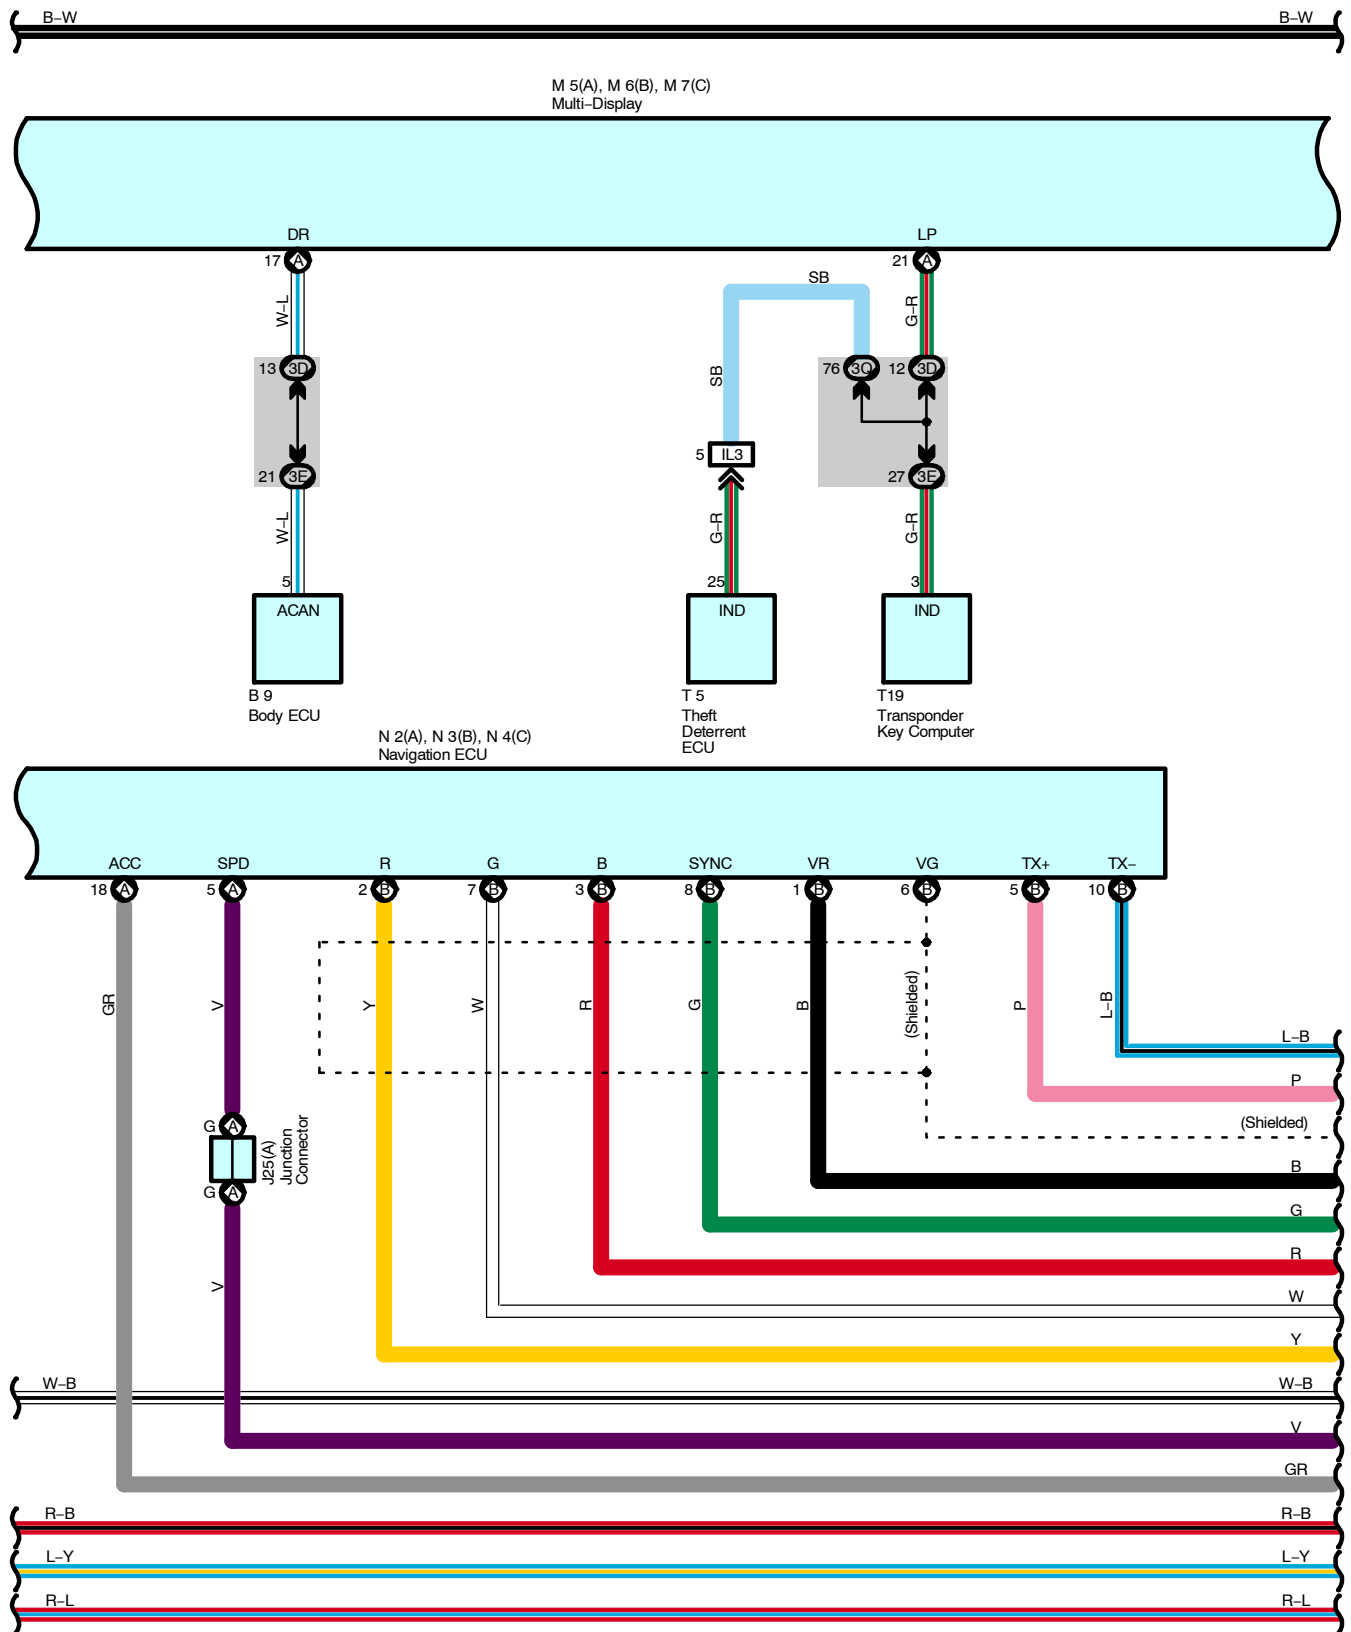 B–W B–W
M 5(A), M 6(B), M 7(C)
Multi–Display
DR LP
17 A 21 A
SB
W–L SB G–R
13 3D 76 3Q 12 3D
5 IL3
21 3E 27 3E
W–L G–R G–R
5 25 3
ACAN IND IND
B 9
Body ECU
T 5
Theft
Deterrent
ECU
T19
Transponder
Key Computer
N 2(A), N 3(B), N 4(C)
Navigation ECU
ACC SPD R G B SYNC VR VG TX+ TX–
18 A 5 A 2 B 7 B 3 B 8 B 1 B 6 B 5 B 10 B
GR V Y W R G B (Shielded) P L–B
L–B
P
G A
J25(A)
Junction
Connector
G A
(Shielded)
B
G
R
V
W
Y
W–B W–B
V
GR
R–B R–B
L–Y L–Y
R–L R–L